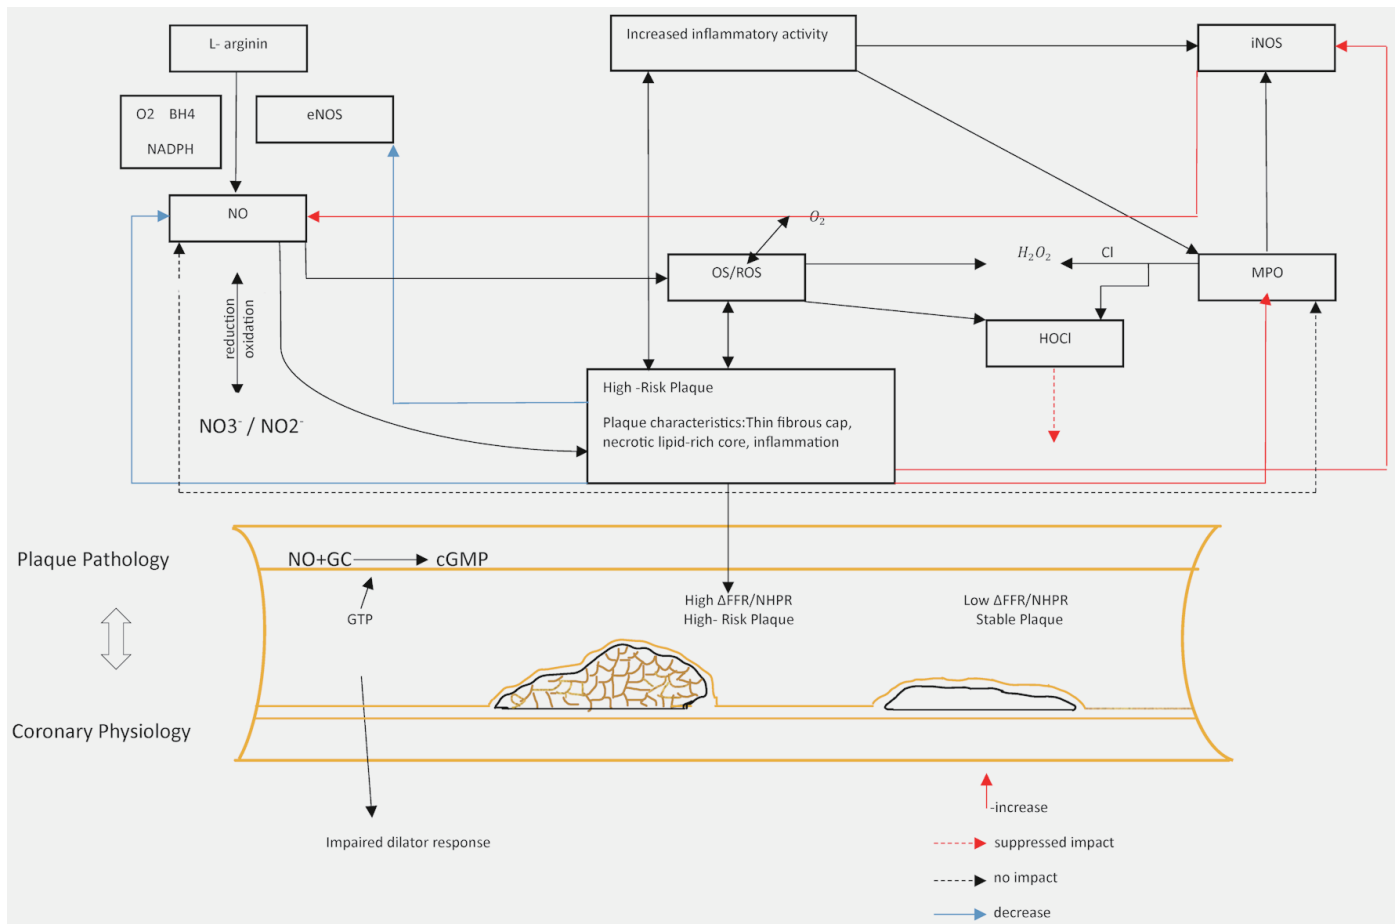 L- arginin
Increased inflammatory activity
iNOS
O2 BH4
NADPH
eNOS
NO
O₂
OS/ROS
H₂O₂
Cl
MPO
HOCl
reduction
oxidation
NO3⁻ / NO2⁻
High -Risk Plaque
Plaque characteristics:Thin fibrous cap,
necrotic lipid-rich core, inflammation
Plaque Pathology
NO+GC
cGMP
GTP
High ΔFFR/NHPR
High- Risk Plaque
Low ΔFFR/NHPR
Stable Plaque
Coronary Physiology
Impaired dilator response
-increase
suppressed impact
no impact
decrease